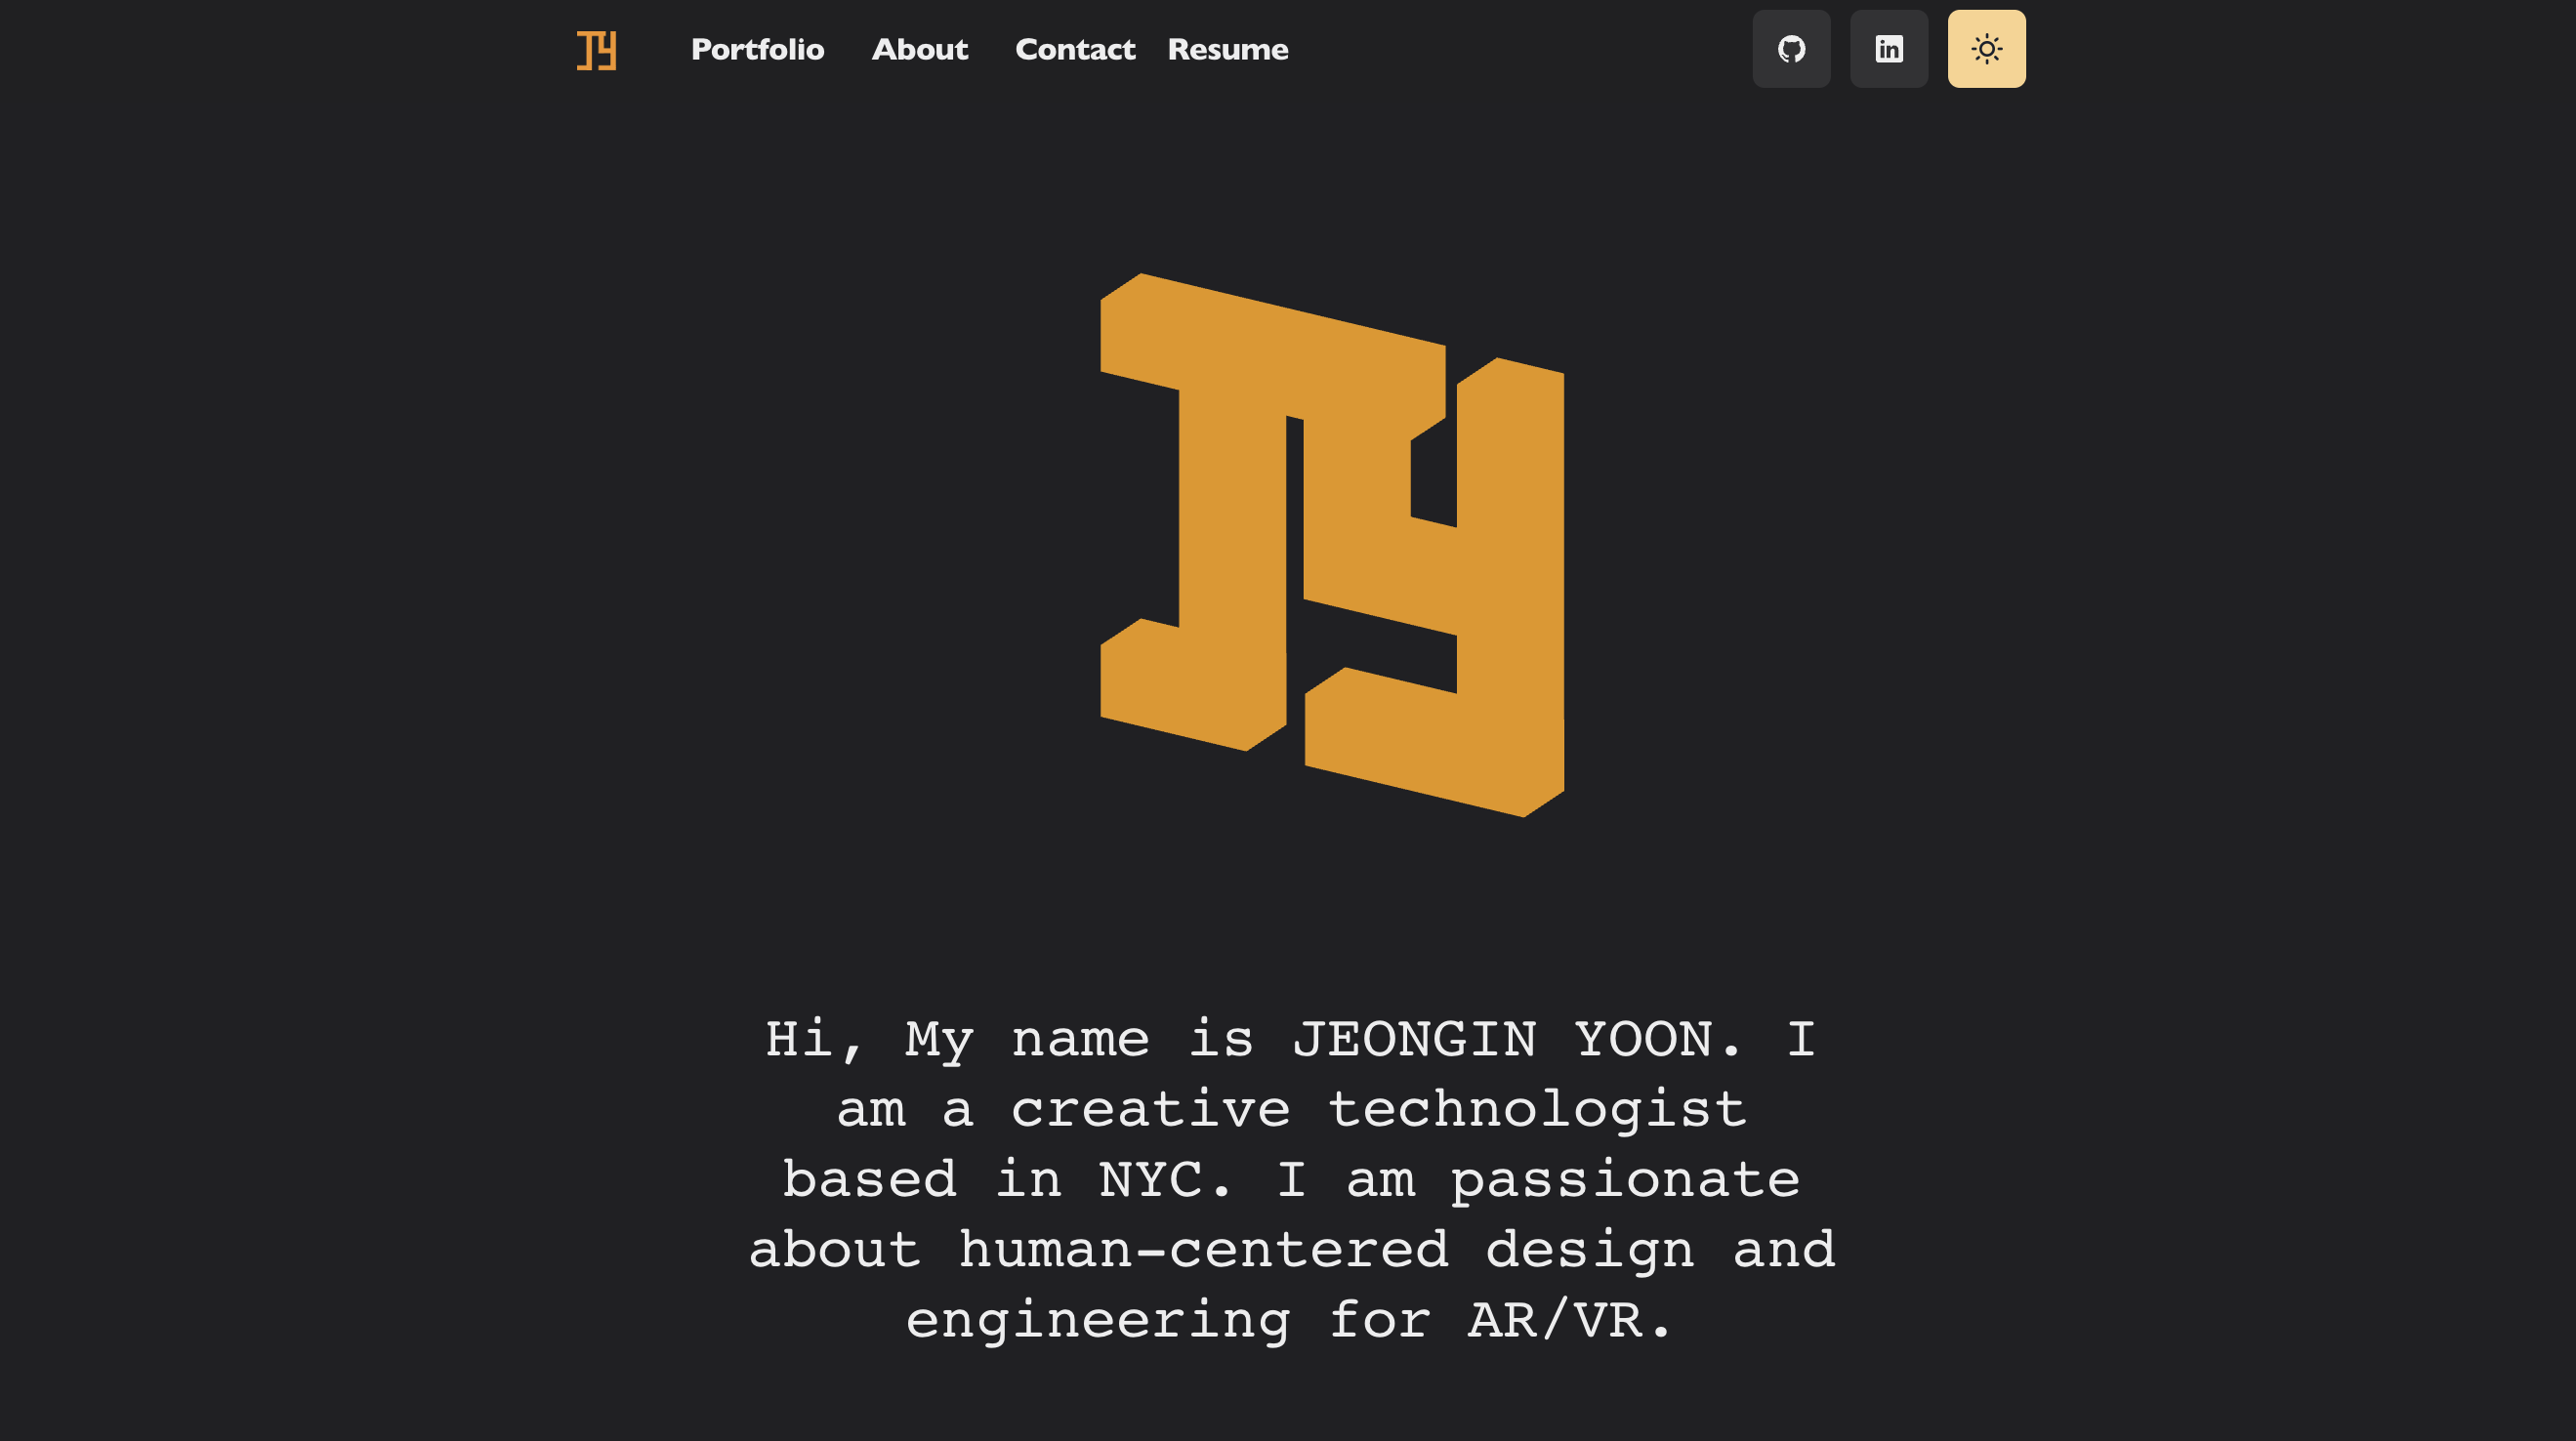 JY
Portfolio About Contact Resume
in
JY
Hi, My name is JEONGIN YOON. I
am a creative technologist
based in NYC. I am passionate
about human-centered design and
engineering for AR/VR.